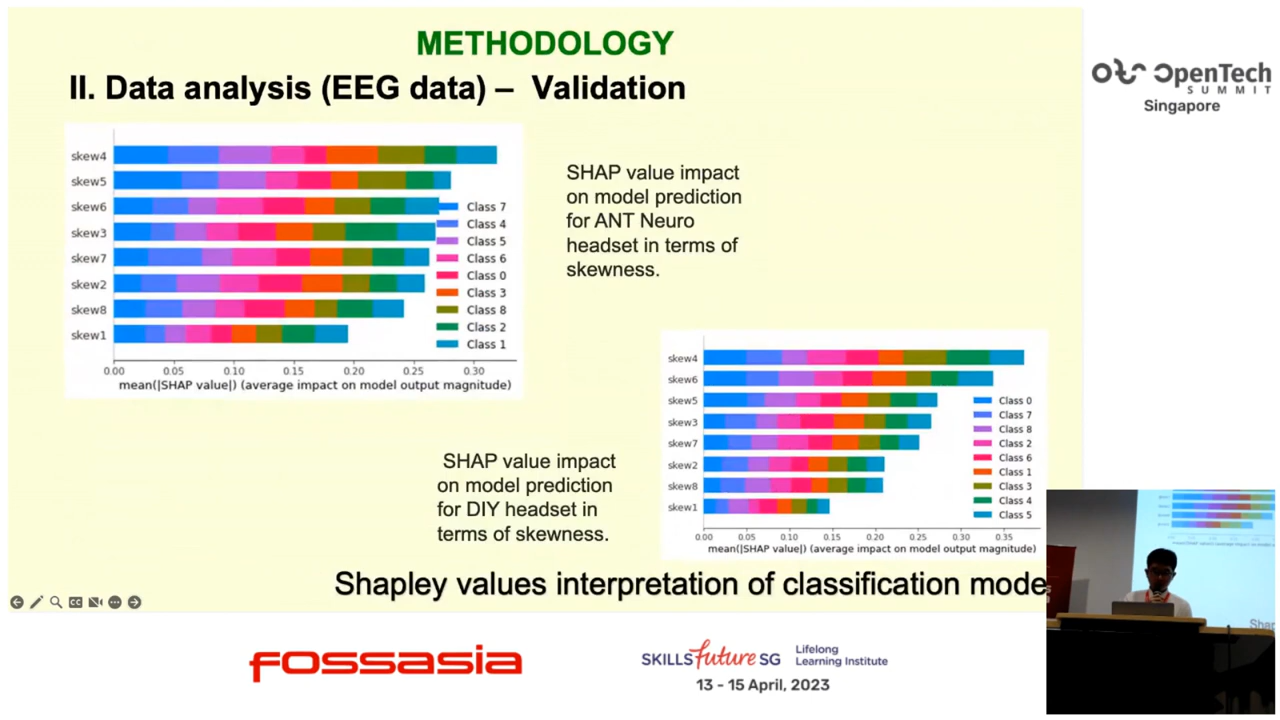 METHODOLOGY
II. Data analysis (EEG data) – Validation
OpenTech
SUMMIT
Singapore
skew4
skew5
skew6
skew3
skew7
skew2
skew8
skew1
Class 7
Class 4
Class 5
Class 6
Class 0
Class 3
Class 8
Class 2
Class 1
0.00 0.05 0.10 0.15 0.20 0.25 0.30
mean(|SHAP value|) (average impact on model output magnitude)
SHAP value impact
on model prediction
for ANT Neuro
headset in terms of
skewness.
SHAP value impact
on model prediction
for DIY headset in
terms of skewness.
skew4
skew6
skew5
skew3
skew7
skew2
skew8
skew1
Class 0
Class 7
Class 8
Class 2
Class 6
Class 1
Class 3
Class 4
Class 5
0.00 0.05 0.10 0.15 0.20 0.25 0.30 0.35
mean(|SHAP value|) (average impact on model output magnitude)
Shapley values interpretation of classification mode
Shap
FOSSASIA
SKILLS future SG
Lifelong
Learning Institute
13 - 15 April, 2023